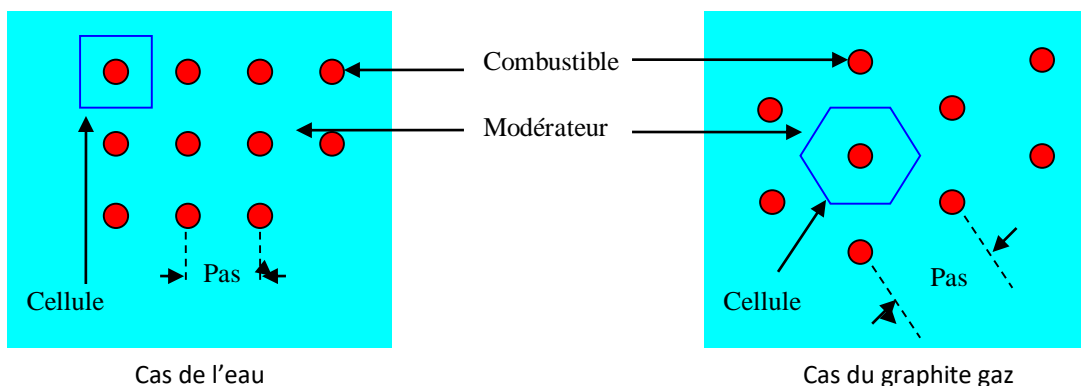 Combustible
Modérateur
Pas
Cellule
Cas de l'eau
Pas
Cellule
Cas du graphite gaz